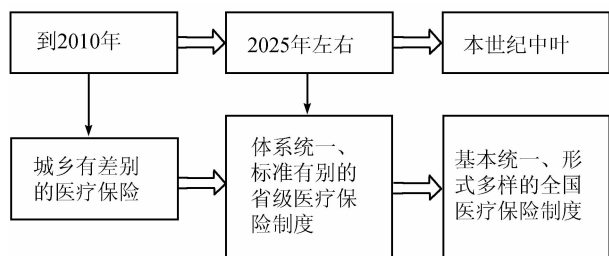 到2010年
2025年左右
本世纪中叶
城乡有差别
的医疗保险
体系统一、
标准有别的
省级医疗保
险制度
基本统一、形
式多样的全国
医疗保险制度